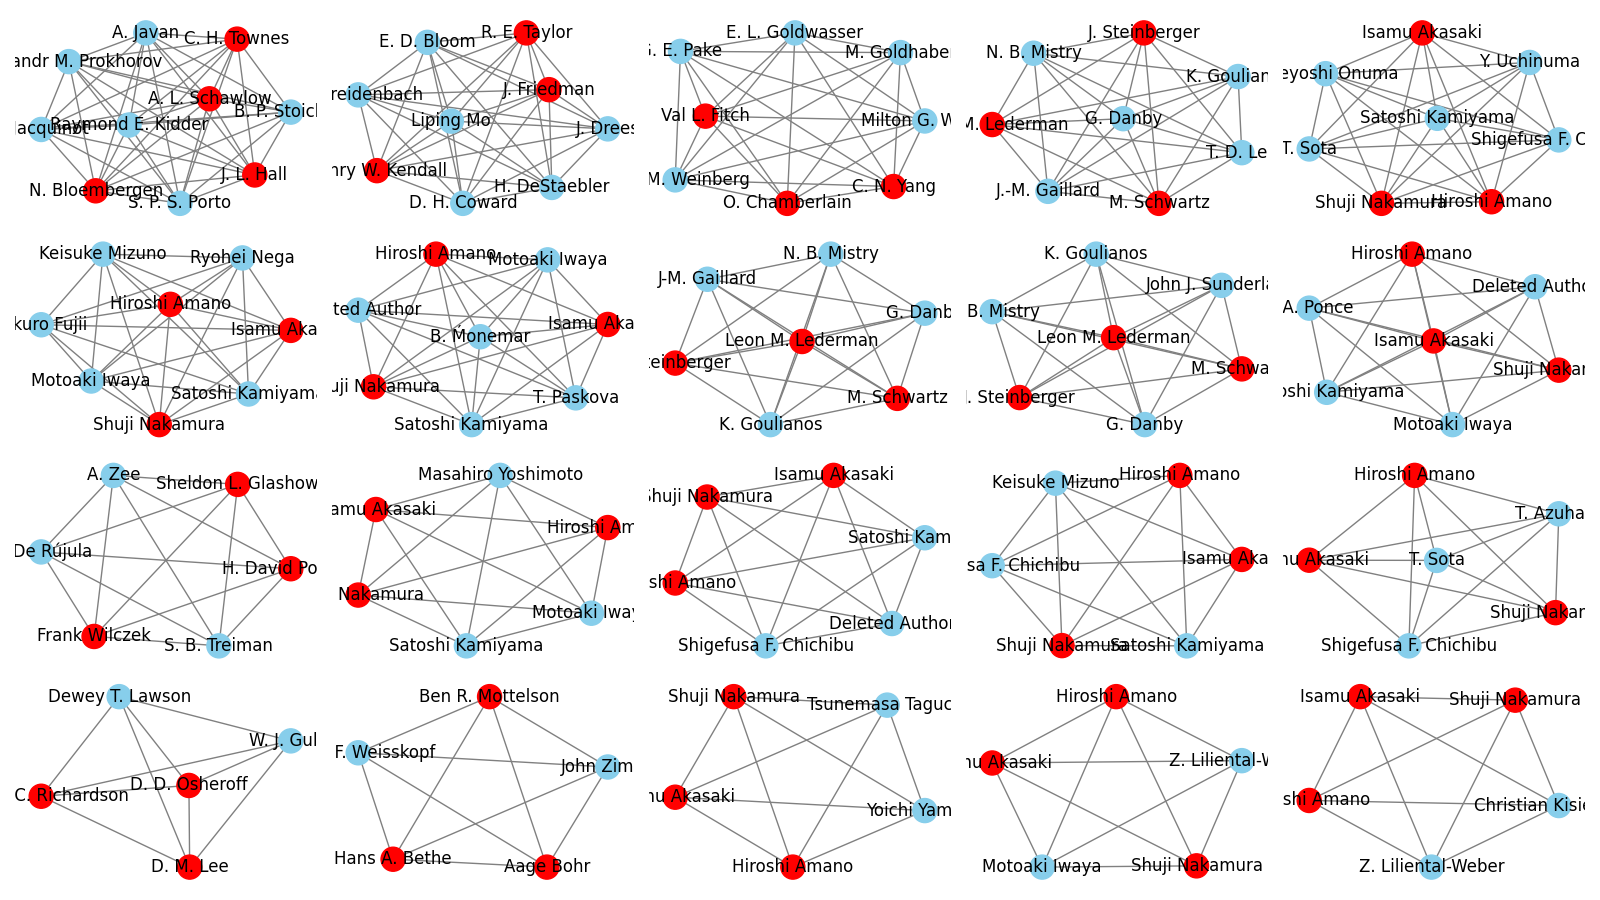 A. Javan
C. H. Townes
andr M. Prokhorov
A. L. Schawlow
B. P. Stoich
Raymond E. Kidder
acquinot
J. L. Hall
N. Bloembergen
S. P. S. Porto
R. E. Taylor
E. D. Bloom
J. Friedman
reidenbach
Liping Mo
J. Drees
nry W. Kendall
H. DeStaebler
D. H. Coward
E. L. Goldwasser
G. E. Pake
M. Goldhabe
Val L. Fitch
Milton G. W
M. Weinberg
C. N. Yang
O. Chamberlain
J. Steinberger
N. B. Mistry
K. Goulian
G. Danby
M. Lederman
T. D. Le
J.-M. Gaillard
M. Schwartz
Isamu Akasaki
Y. Uchinuma
eyoshi Onuma
Satoshi Kamiyama
Shigefusa F. C
T. Sota
Shuji Nakamura
Hiroshi Amano
Keisuke Mizuno
Ryohei Nega
Hiroshi Amano
kuro Fujii
Isamu Aka
Motoaki Iwaya
Satoshi Kamiyama
Shuji Nakamura
Hiroshi Amano
Motoaki Iwaya
ted Author
Isamu Aka
B. Monemar
uji Nakamura
T. Paskova
Satoshi Kamiyama
N. B. Mistry
J-M. Gaillard
G. Danb
Leon M. Lederman
teinberger
M. Schwartz
K. Goulianos
K. Goulianos
John J. Sunderla
B. Mistry
Leon M. Lederman
M. Schwa
J. Steinberger
G. Danby
Hiroshi Amano
Deleted Autho
A. Ponce
Isamu Akasaki
Shuji Nakar
oshi Kamiyama
Motoaki Iwaya
A. Zee
Sheldon L. Glashow
De Rújula
H. David Po
Frank Wilczek
S. B. Treiman
Masahiro Yoshimoto
amu Akasaki
Hiroshi Am
Nakamura
Motoaki Iway
Satoshi Kamiyama
Isamu Akasaki
Shuji Nakamura
Satoshi Kam
shi Amano
Deleted Author
Shigefusa F. Chichibu
Hiroshi Amano
Keisuke Mizuno
Isamu Aka
sa F. Chichibu
Shuji Nakamura
Satoshi Kamiyama
Hiroshi Amano
T. Azuha
mu Akasaki
T. Sota
Shuji Nakar
Shigefusa F. Chichibu
Dewey T. Lawson
W. J. Gul
D. D. Osheroff
C. Richardson
D. M. Lee
Ben R. Mottelson
F. Weisskopf
John Zim
Hans A. Bethe
Aage Bohr
Shuji Nakamura
Tsunemasa Taguc
mu Akasaki
Yoichi Yam
Hiroshi Amano
Hiroshi Amano
mu Akasaki
Z. Liliental-W
Motoaki Iwaya
Shuji Nakamura
Isamu Akasaki
Shuji Nakamura
shi Amano
Christian Kisie
Z. Liliental-Weber